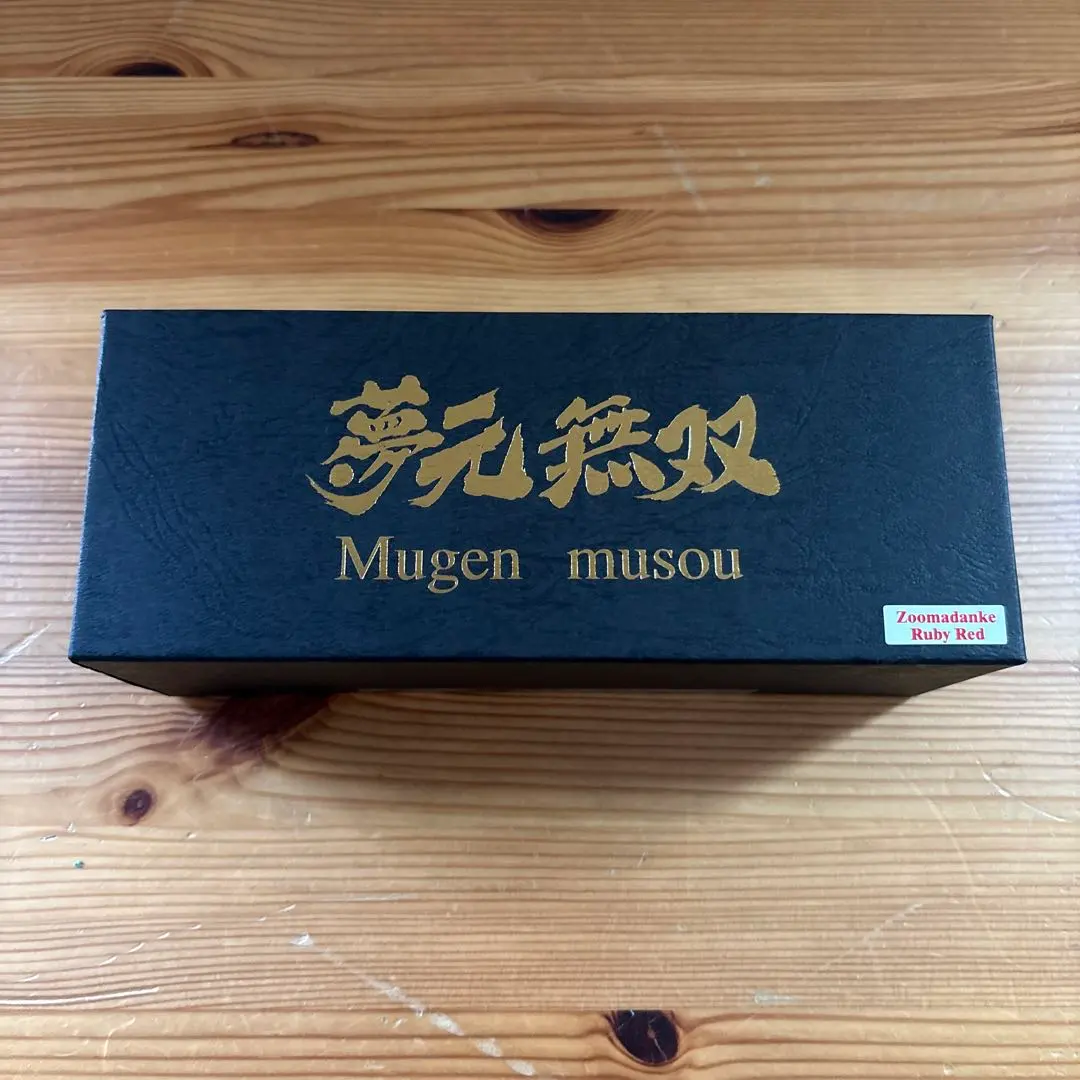 夢元無双
Mugen musou
Zoomadanke
Ruby Red